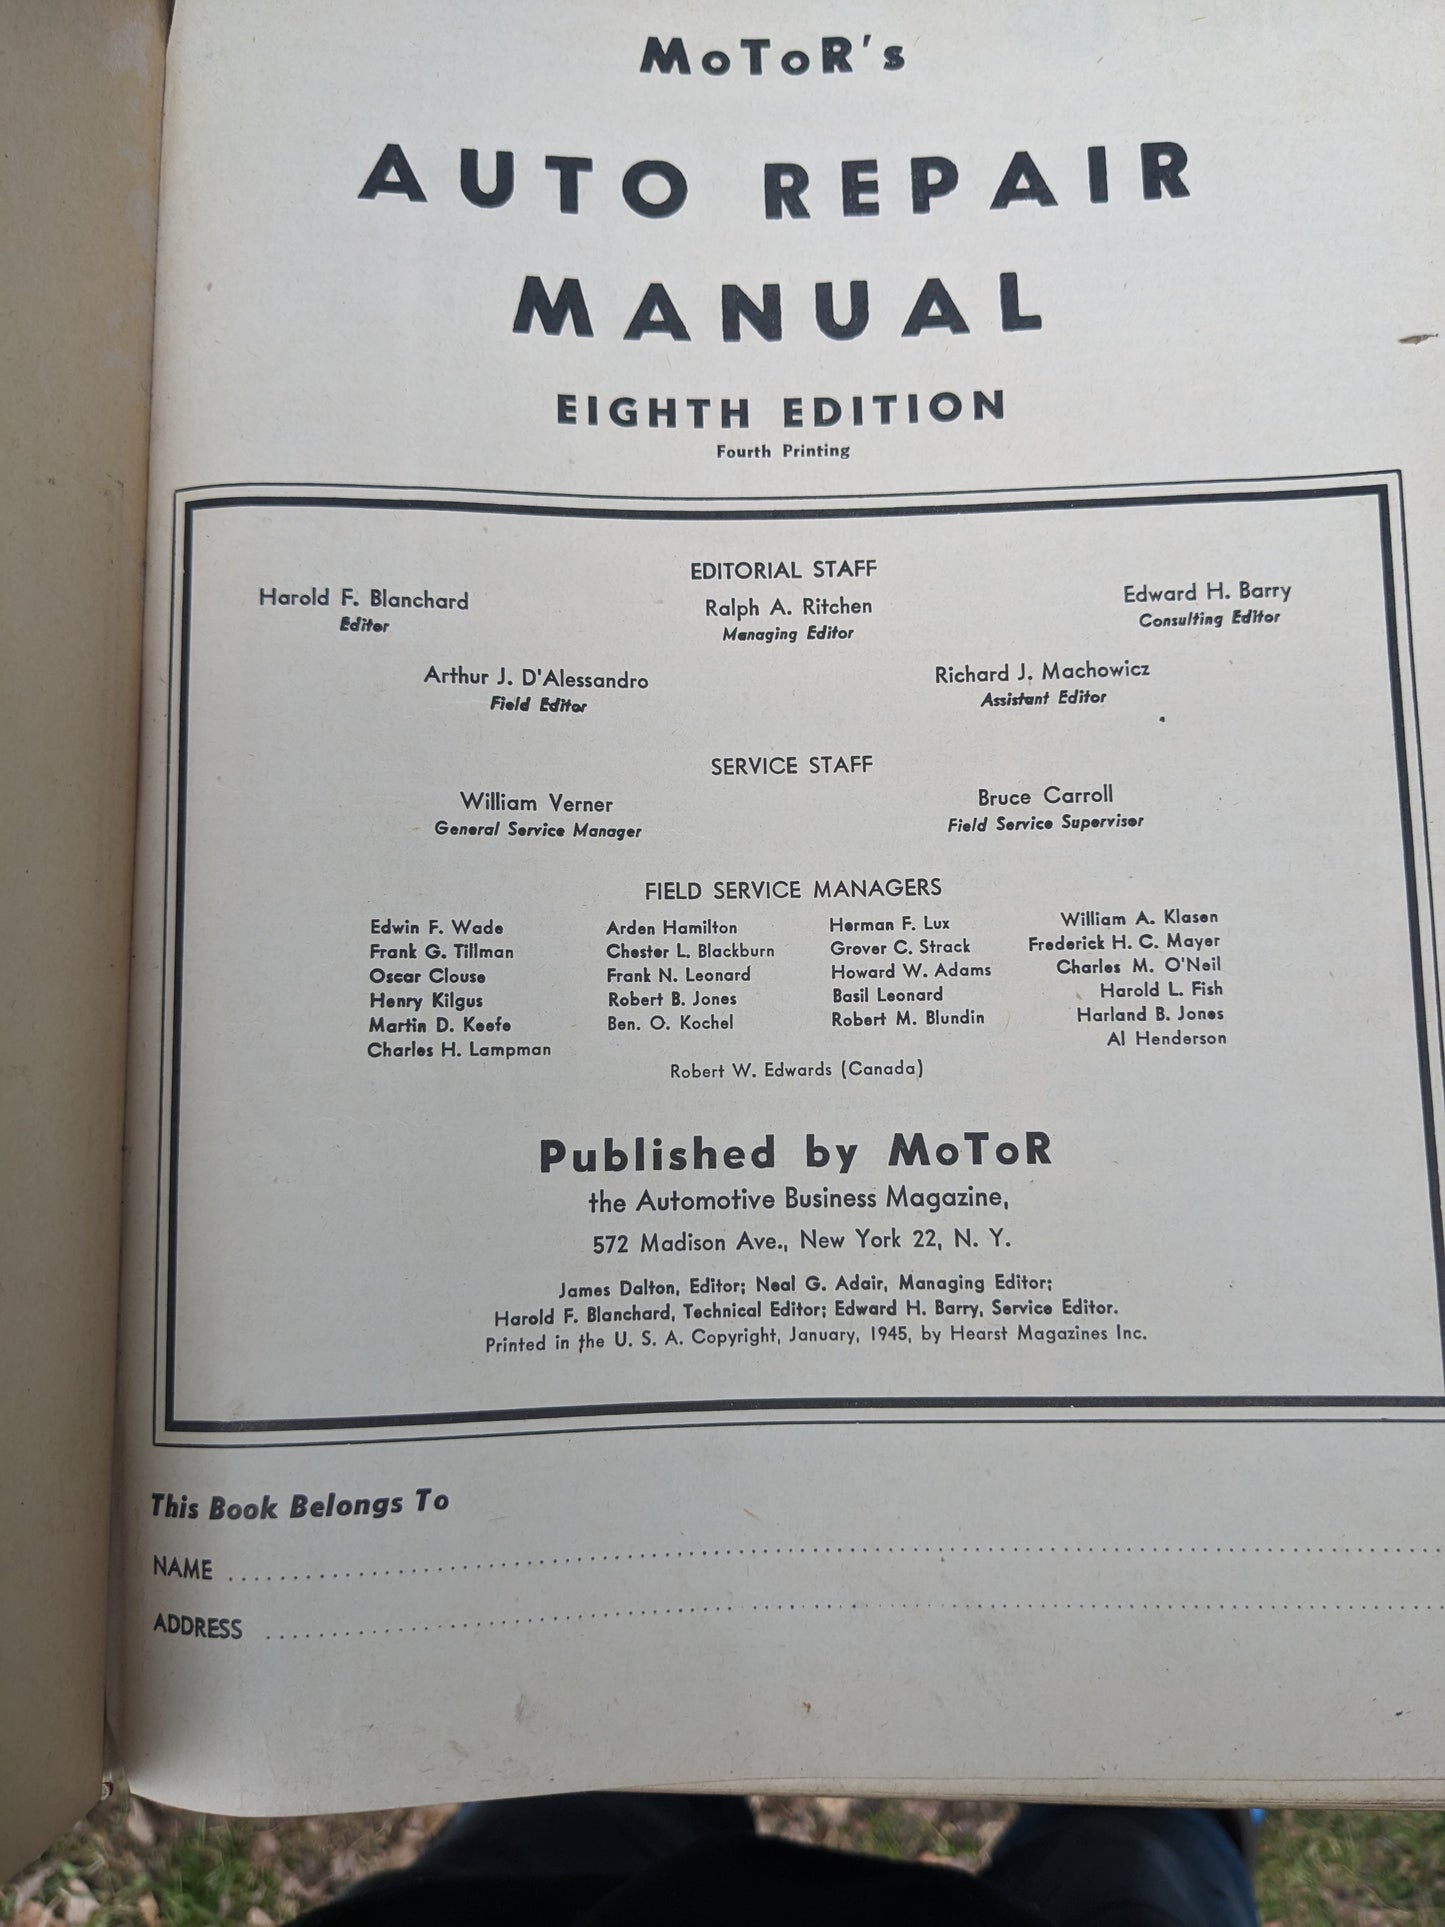 MoToR's
AUTO REPAIR
MANUAL
EIGHTH EDITION
Fourth Printing
EDITORIAL STAFF
Harold F. Blanchard
Editor
Ralph A. Ritchen
Managing Editor
Edward H. Barry
Consulting Editor
Arthur J. D'Alessandro
Field Editor
Richard J. Machowicz
Assistant Editor
SERVICE STAFF
William Verner
General Service Manager
Bruce Carroll
Field Service Supervisor
FIELD SERVICE MANAGERS
Edwin F. Wade
Frank G. Tillman
Oscar Clouse
Henry Kilgus
Martin D. Keefe
Charles H. Lampman
Arden Hamilton
Chester L. Blackburn
Frank N. Leonard
Robert B. Jones
Ben. O. Kochel
Herman F. Lux
Grover C. Strack
Howard W. Adams
Basil Leonard
Robert M. Blundin
William A. Klasen
Frederick H. C. Mayer
Charles M. O'Neil
Harold L. Fish
Harland B. Jones
Al Henderson
Robert W. Edwards (Canada)
Published by MoToR
the Automotive Business Magazine,
572 Madison Ave., New York 22, N. Y.
James Dalton, Editor; Neal G. Adair, Managing Editor;
Harold F. Blanchard, Technical Editor; Edward H. Barry, Service Editor.
Printed in the U. S. A. Copyright, January, 1945, by Hearst Magazines Inc.
This Book Belongs To
NAME
ADDRESS